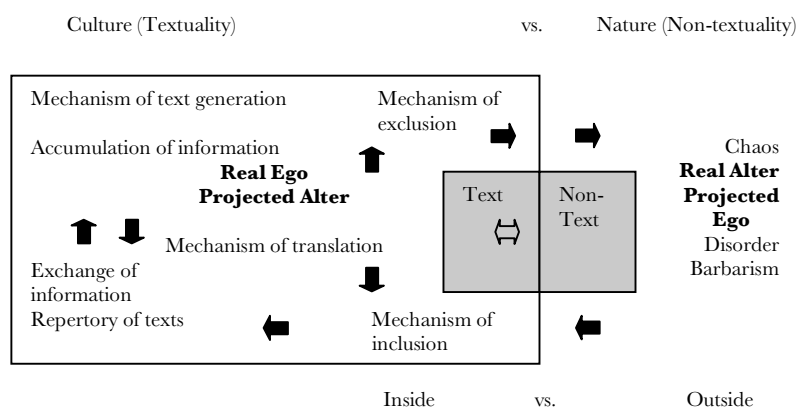 Culture (Textuality) vs. Nature (Non-textuality)
Mechanism of text generation
Mechanism of
exclusion
Accumulation of information
Real Ego
Projected Alter
Text
Non-
Text
Chaos
Real Alter
Projected
Ego
Disorder
Barbarism
Mechanism of translation
Exchange of
information
Repertory of texts
Mechanism of
inclusion
Inside vs. Outside